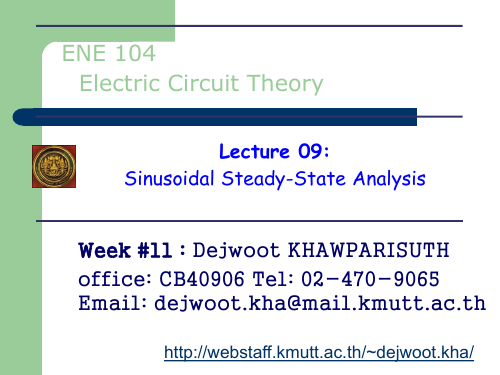 ENE 104
Electric Circuit Theory
Lecture 09:
Sinusoidal Steady-State Analysis
Week #11 : Dejwoot KHAWPARISUTH
office: CB40906 Tel: 02-470-9065
Email: dejwoot.kha@mail.kmutt.ac.th
http://webstaff.kmutt.ac.th/~dejwoot.kha/